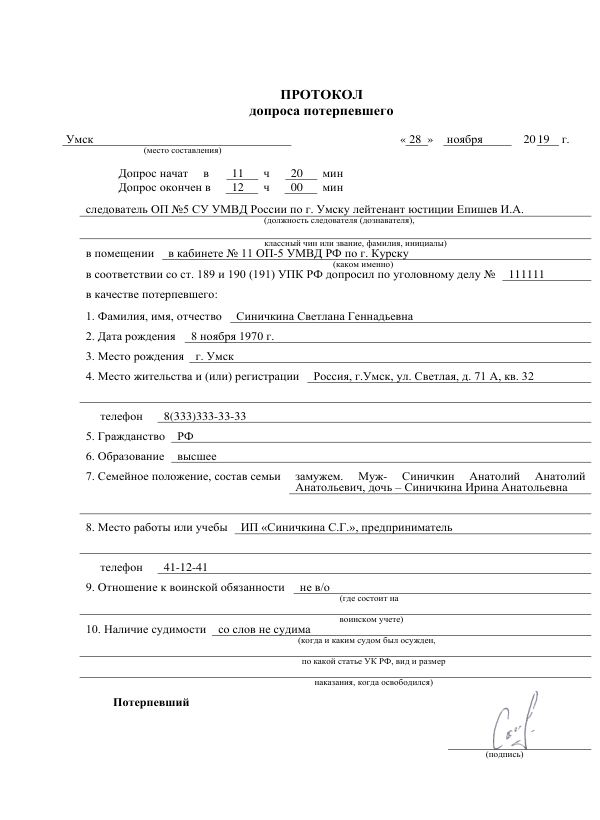 ПРОТОКОЛ
допроса потерпевшего
Умск « 28 » ноября 20 19 г.
(место составления)
Допрос начат в 11 ч 20 мин
Допрос окончен в 12 ч 00 мин
следователь ОП №5 СУ УМВД России по г. Умску лейтенант юстиции Епишев И.А.
(должность следователя (дознавателя),
классный чин или звание, фамилия, инициалы)
в помещении в кабинете № 11 ОП-5 УМВД РФ по г. Курску
(каком именно)
в соответствии со ст. 189 и 190 (191) УПК РФ допросил по уголовному делу № 111111
в качестве потерпевшего:
1. Фамилия, имя, отчество Синичкина Светлана Геннадьевна
2. Дата рождения 8 ноября 1970 г.
3. Место рождения г. Умск
4. Место жительства и (или) регистрации Россия, г.Умск, ул. Светлая, д. 71 А, кв. 32
телефон 8(333)333-33-33
5. Гражданство РФ
6. Образование высшее
7. Семейное положение, состав семьи замужем. Муж- Синичкин Анатолий Анатолий
Анатольевич, дочь – Синичкина Ирина Анатольевна
8. Место работы или учебы ИП «Синичкина С.Г.», предприниматель
телефон 41-12-41
9. Отношение к воинской обязанности не в/о
(где состоит на
воинском учете)
10. Наличие судимости со слов не судима
(когда и каким судом был осужден,
по какой статье УК РФ, вид и размер
наказания, когда освободился)
Потерпевший
(подпись)